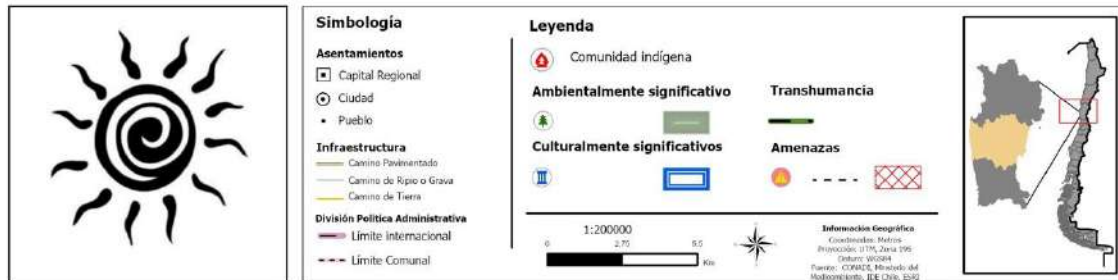 Simbología
Asentamientos
Capital Regional
Ciudad
Pueblo
Infraestructura
Camino Pavimentado
Camino de Ripio o Grava
Camino de Tierra
División Política Administrativa
Límite internacional
Límite Comunal
Leyenda
Comunidad indígena
Ambientalmente significativo
Transhumancia
Culturalmente significativos
Amenazas
1:200000
0 2,75 5,5
Km
Información Geográfica
Coordenadas: Metros
Proyección: UTM, Zona 19S
Datum: WGS84
Fuente: CONADI, Ministerio del
Medioambiente, IDE Chile, ESRI